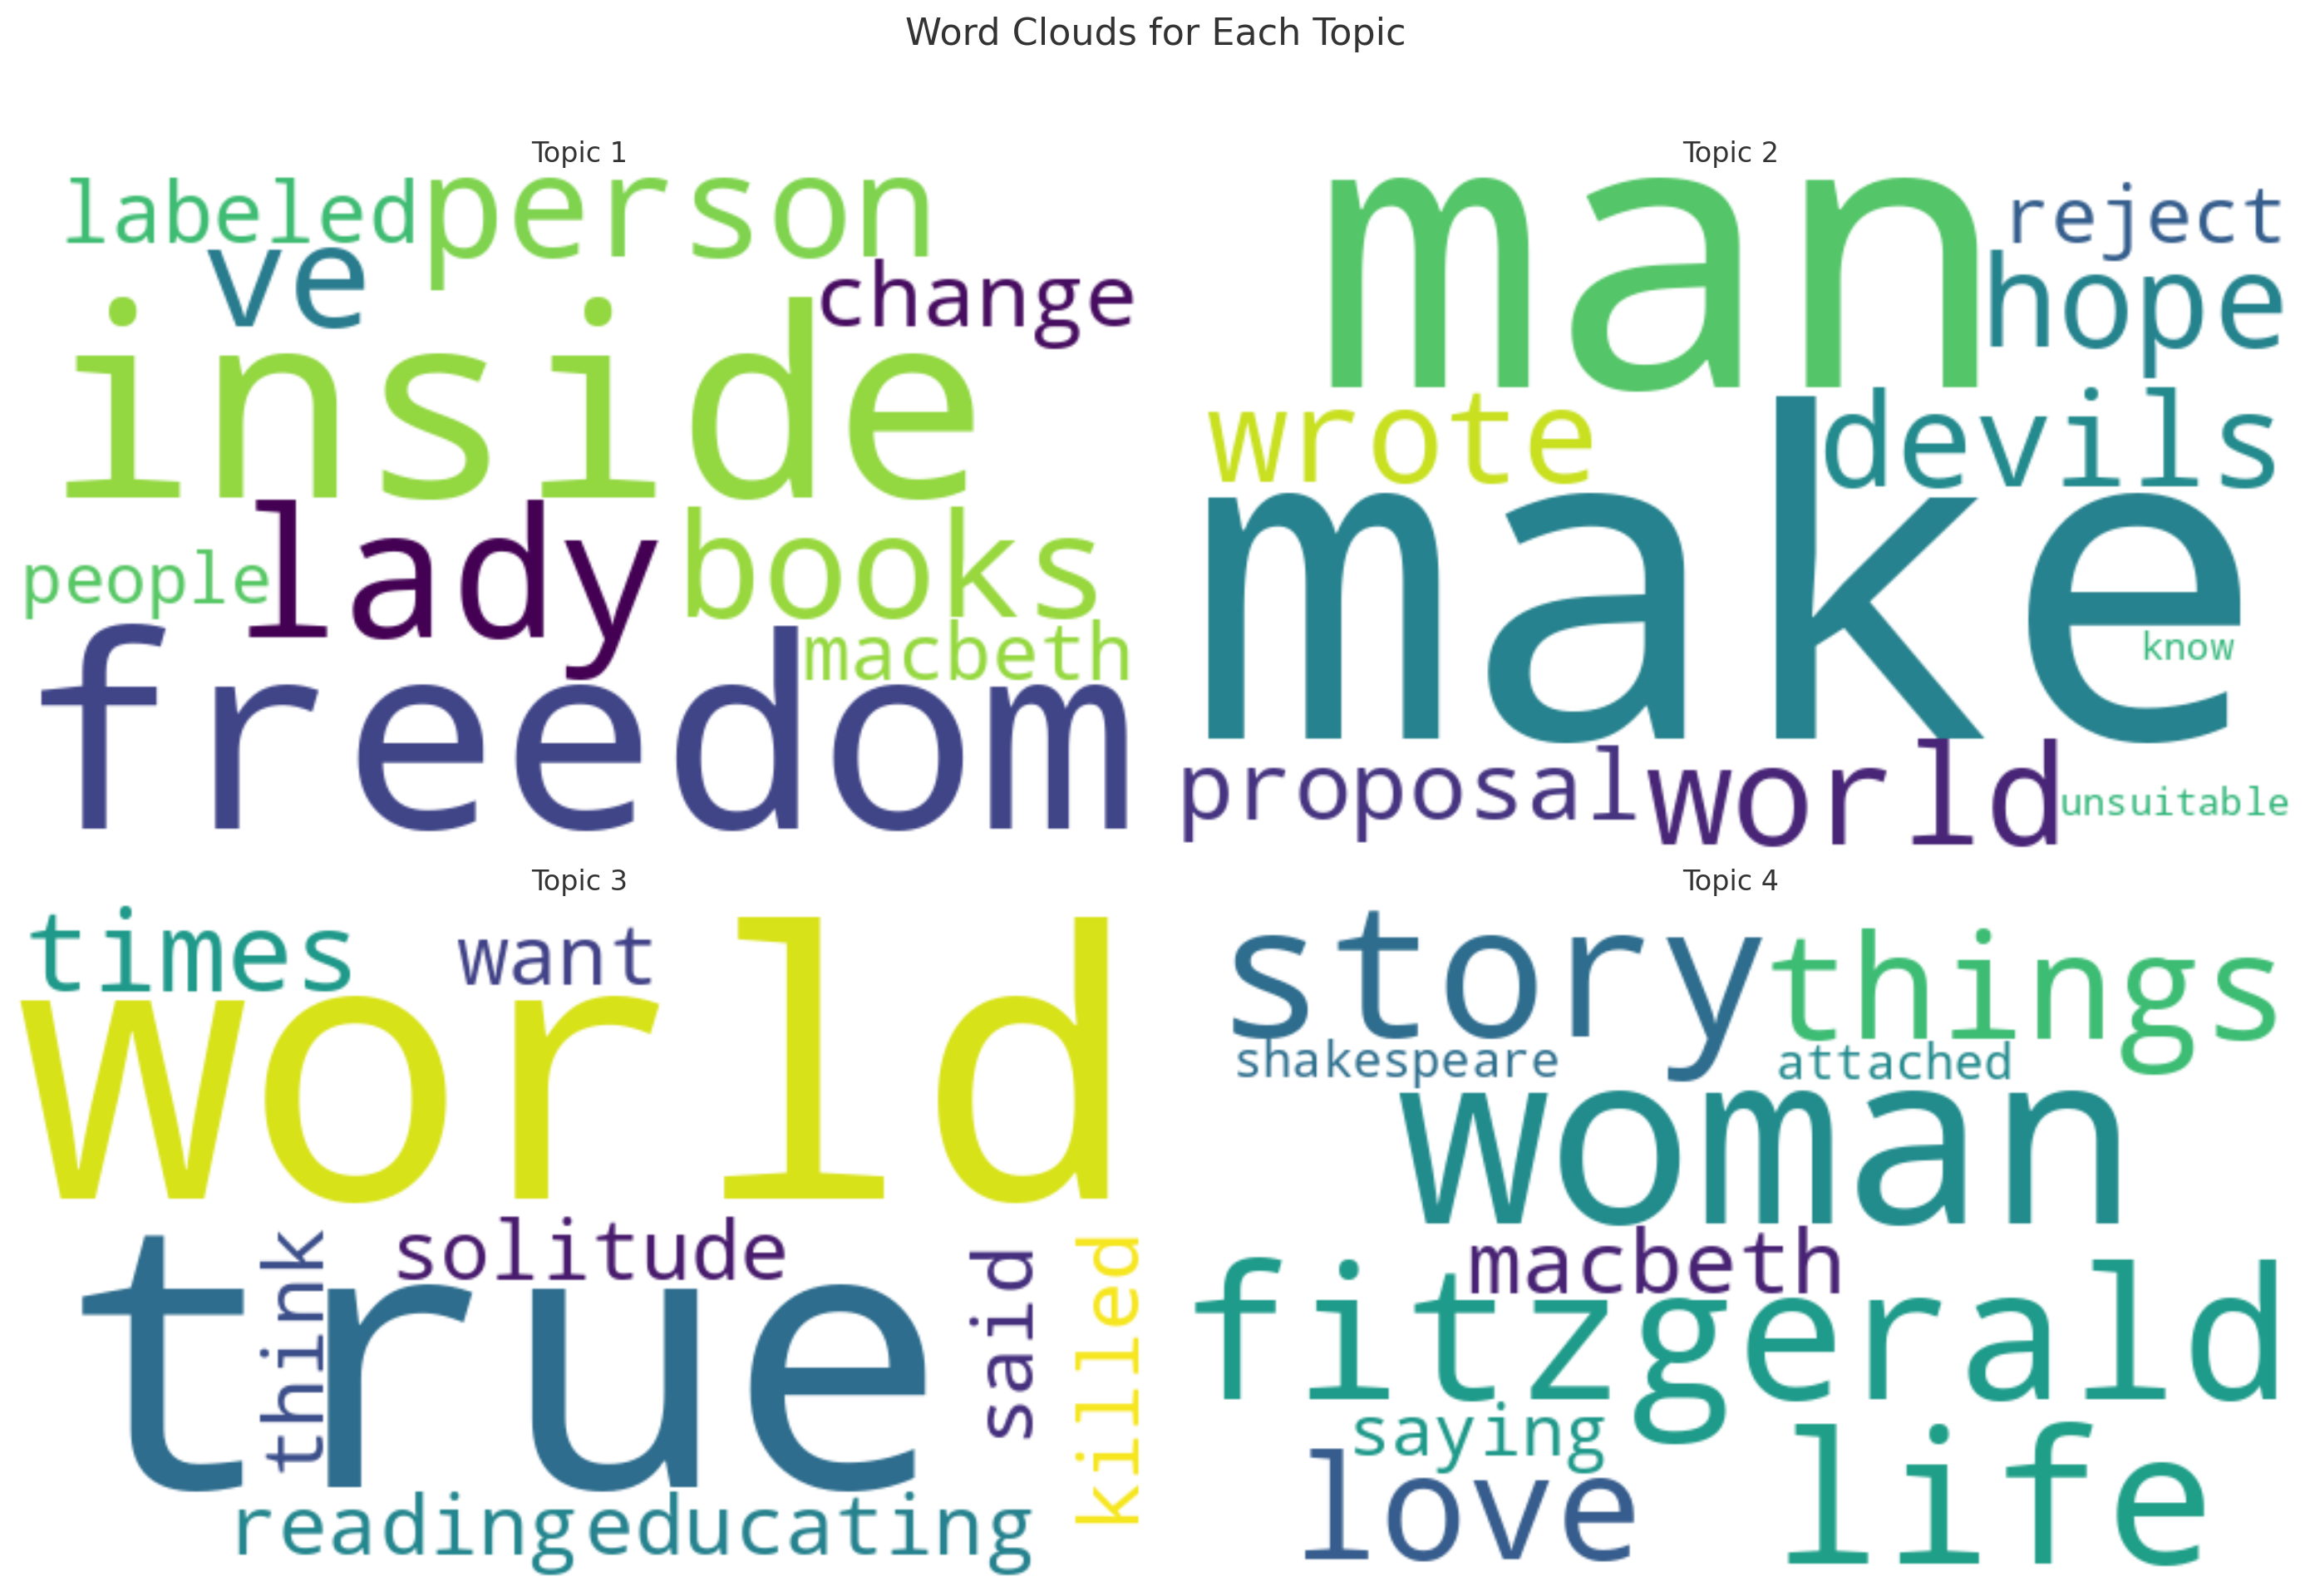 Word Clouds for Each Topic
Topic 1
labeled person
ve change
inside
people lady books
macbeth
freedom
Topic 2
man reject
hope
wrote devils
make
know
proposal world unsuitable
Topic 3
times want
world
solitude
think said killed
true
reading educating
Topic 4
story things
shakespeare attached
woman
macbeth
fitzgerald
saying
love life